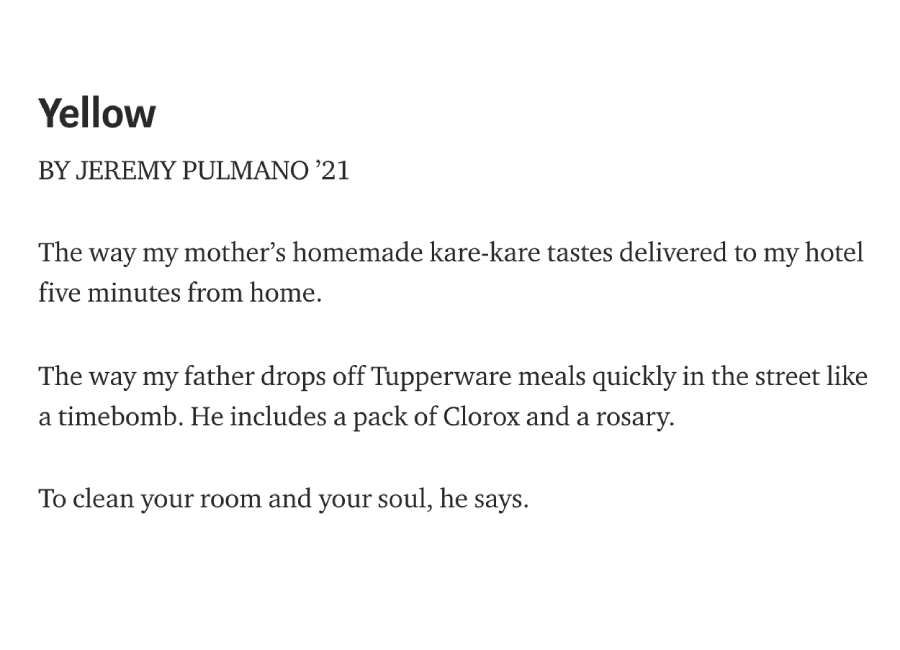 Yellow
BY JEREMY PULMANO ’21
The way my mother’s homemade kare-kare tastes delivered to my hotel
five minutes from home.
The way my father drops off Tupperware meals quickly in the street like
a timebomb. He includes a pack of Clorox and a rosary.
To clean your room and your soul, he says.